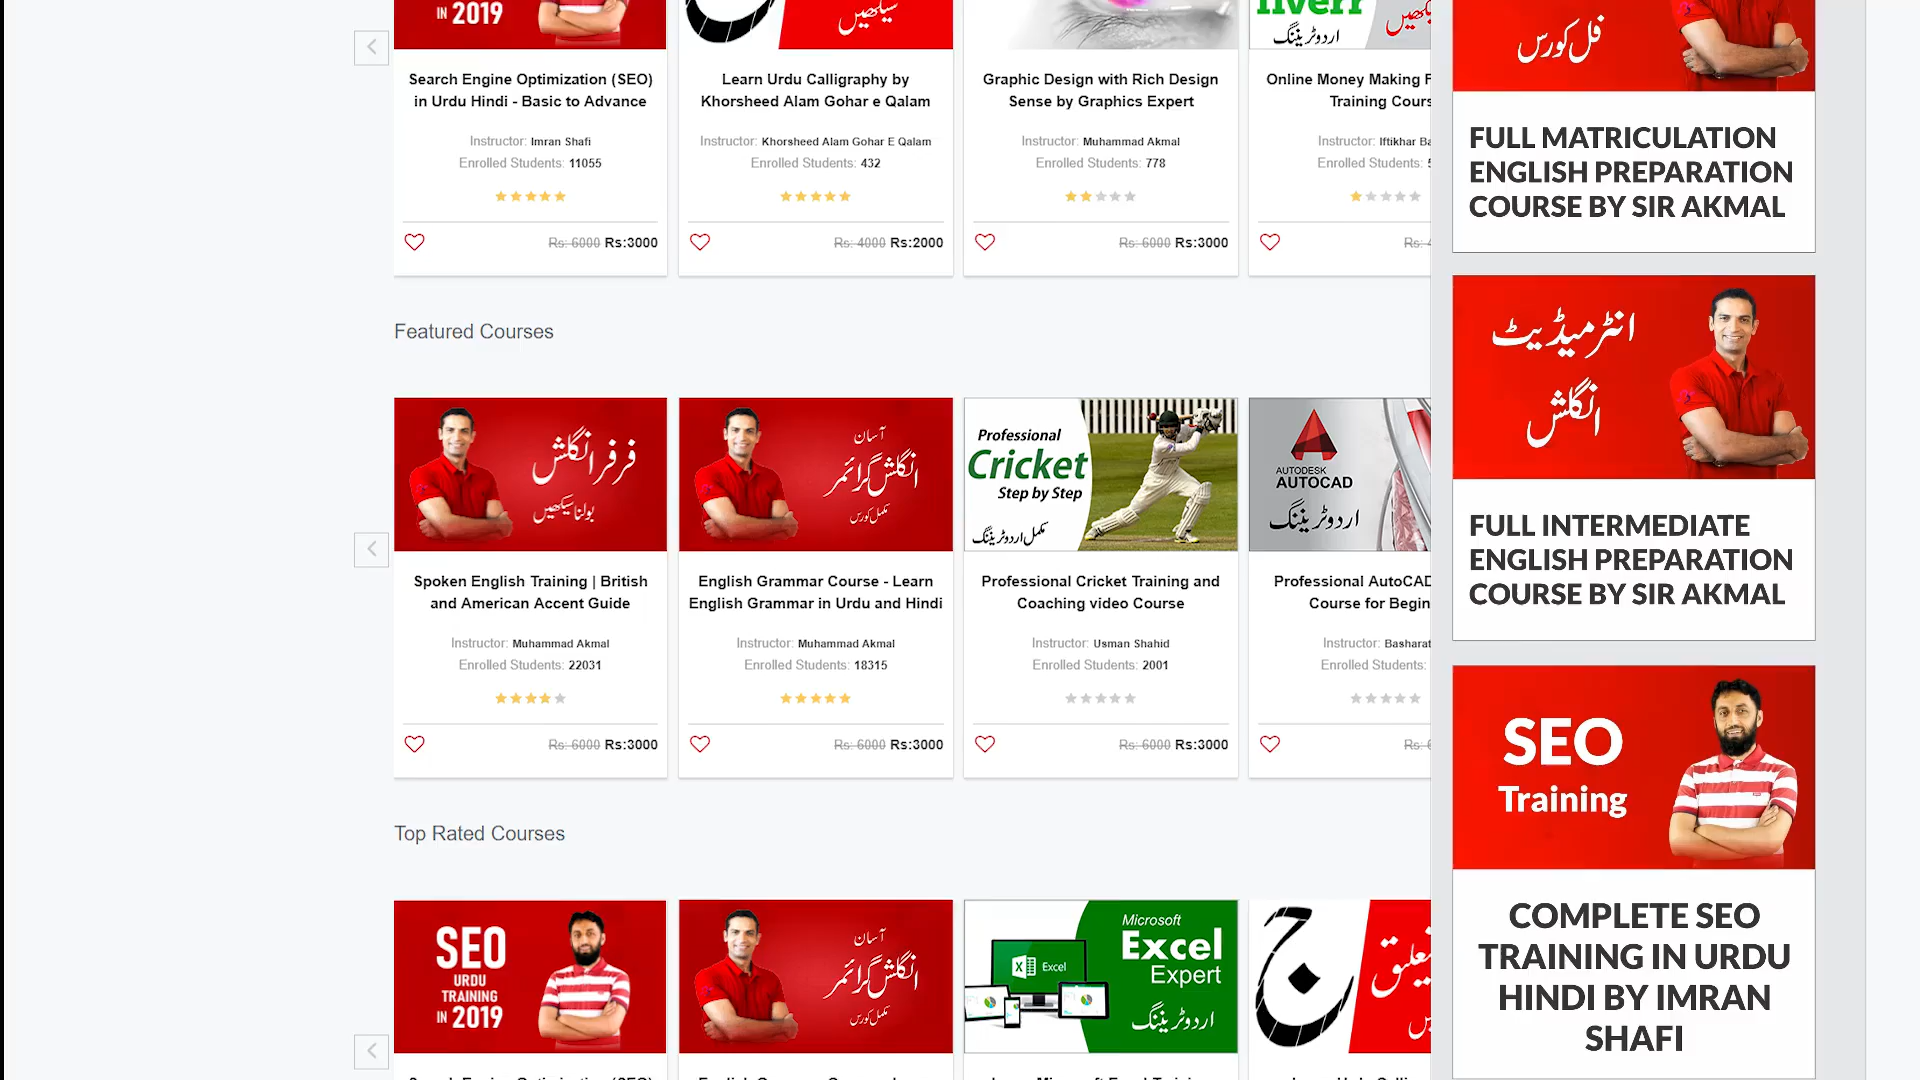 IN 2019
سیکھیں
fiverr
اردو ٹریننگ
سیکھیں
فل کورس
Search Engine Optimization (SEO)
in Urdu Hindi - Basic to Advance
Instructor: Imran Shafi
Enrolled Students: 11055
Rs: 6000 Rs:3000
Learn Urdu Calligraphy by
Khorsheed Alam Gohar e Qalam
Instructor: Khorsheed Alam Gohar E Qalam
Enrolled Students: 432
Rs: 4000 Rs:2000
Graphic Design with Rich Design
Sense by Graphics Expert
Instructor: Muhammad Akmal
Enrolled Students: 778
Rs: 6000 Rs:3000
Online Money Making
Training
Instructor: Iftikhar
Enrolled Students:
Rs:
FULL MATRICULATION
ENGLISH PREPARATION
COURSE BY SIR AKMAL
Featured Courses
فرفر انگلش
بولنا سیکھیں
Spoken English Training | British
and American Accent Guide
Instructor: Muhammad Akmal
Enrolled Students: 22031
Rs: 6000 Rs:3000
آسان
انگلش گرائمر
مکمل کورس
English Grammar Course - Learn
English Grammar in Urdu and Hindi
Instructor: Muhammad Akmal
Enrolled Students: 18315
Rs: 6000 Rs:3000
Professional
Cricket
Step by Step
مکمل اردو ٹریننگ
Professional Cricket Training and
Coaching video Course
Instructor: Usman Shahid
Enrolled Students: 2001
Rs: 6000 Rs:3000
AUTODESK
AUTOCAD
اردو ٹریننگ
Professional AutoCAD
Course for
Instructor: Basharat
Enrolled Students:
Rs:
انٹرمیڈیٹ
انگلش
FULL INTERMEDIATE
ENGLISH PREPARATION
COURSE BY SIR AKMAL
Top Rated Courses
SEO
URDU
TRAINING
IN 2019
آسان
انگلش گرائمر
مکمل کورس
Microsoft
Excel
Expert
Excel
اردو ٹریننگ
ج
SEO
Training
COMPLETE SEO
TRAINING IN URDU
HINDI BY IMRAN
SHAFI